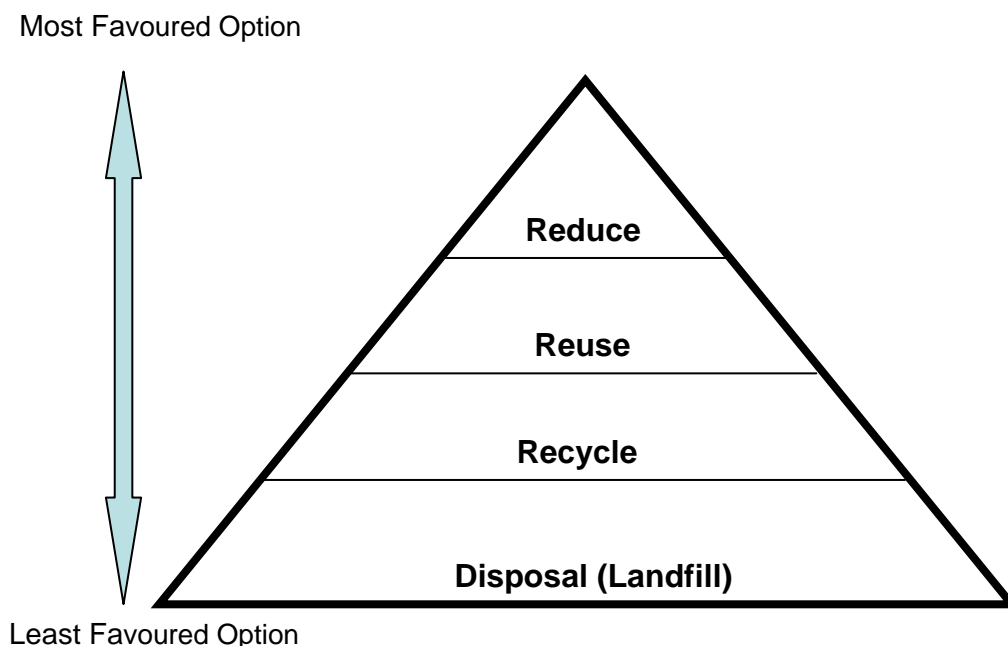 Most Favoured Option
Reduce
Reuse
Recycle
Disposal (Landfill)
Least Favoured Option